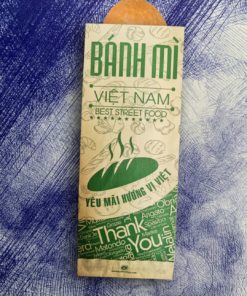 BÁNH MÌ
VIỆT NAM
BEST STREET FOOD
YÊU MÃI HƯƠNG VỊ VIỆT
Thank
You